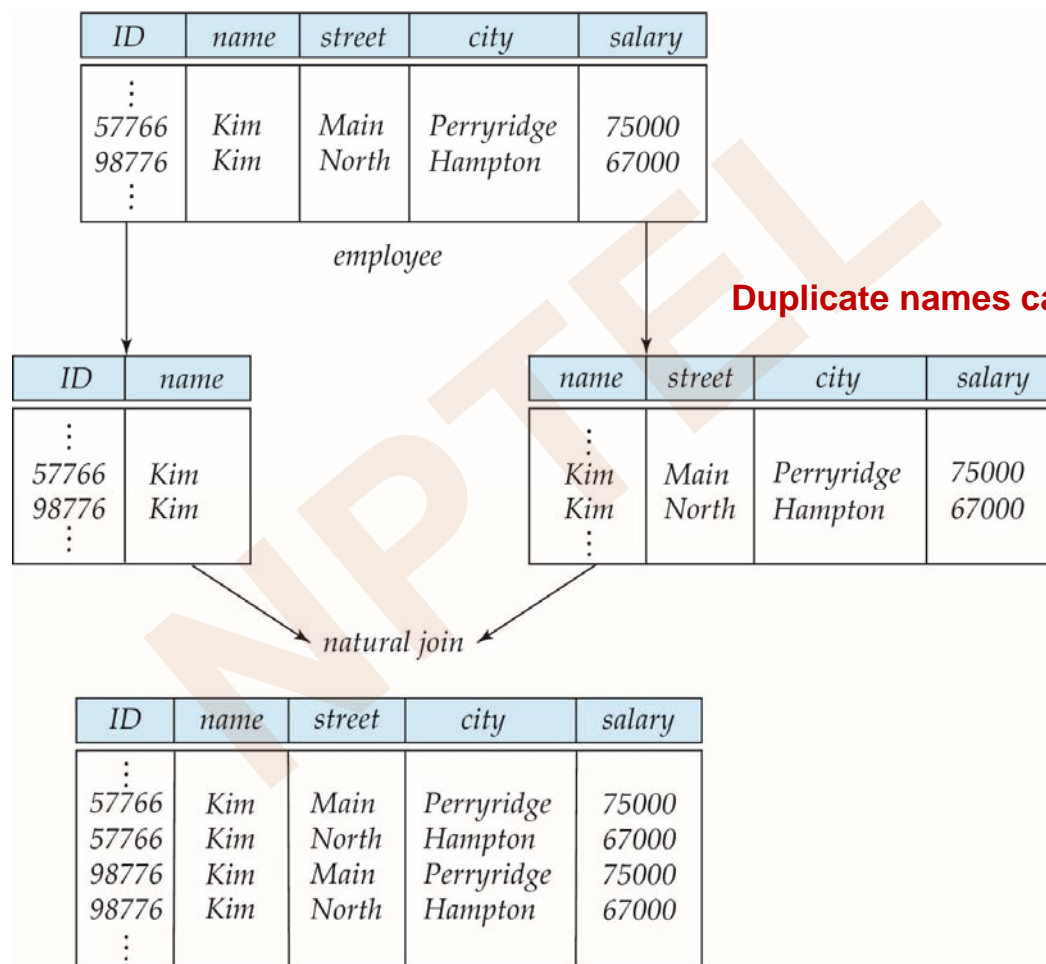 ID name street city salary
⋮
57766 Kim Main Perryridge 75000
98776 Kim North Hampton 67000
⋮
employee
Duplicate names
ID name
⋮
57766 Kim
98776 Kim
⋮
name street city salary
⋮
Kim Main Perryridge 75000
Kim North Hampton 67000
⋮
natural join
ID name street city salary
⋮
57766 Kim Main Perryridge 75000
57766 Kim North Hampton 67000
98776 Kim Main Perryridge 75000
98776 Kim North Hampton 67000
⋮
NPTEL